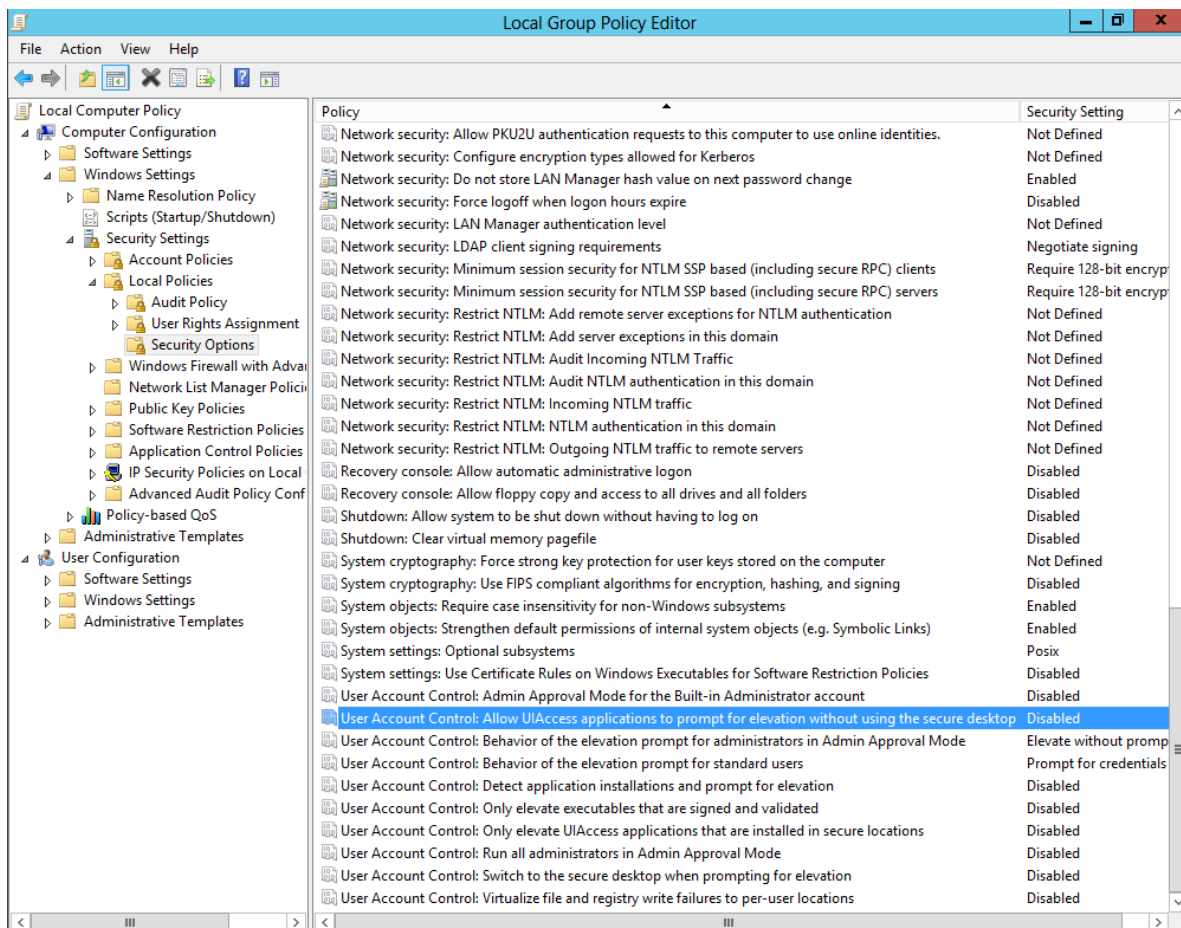 Local Group Policy Editor
File Action View Help
Local Computer Policy
Computer Configuration
Software Settings
Windows Settings
Name Resolution Policy
Scripts (Startup/Shutdown)
Security Settings
Account Policies
Local Policies
Audit Policy
User Rights Assignment
Security Options
Windows Firewall with Advar
Network List Manager Policie
Public Key Policies
Software Restriction Policies
Application Control Policies
IP Security Policies on Local
Advanced Audit Policy Conf
Policy-based QoS
Administrative Templates
User Configuration
Software Settings
Windows Settings
Administrative Templates
Policy Security Setting
Network security: Allow PKU2U authentication requests to this computer to use online identities. Not Defined
Network security: Configure encryption types allowed for Kerberos Not Defined
Network security: Do not store LAN Manager hash value on next password change Enabled
Network security: Force logoff when logon hours expire Disabled
Network security: LAN Manager authentication level Not Defined
Network security: LDAP client signing requirements Negotiate signing
Network security: Minimum session security for NTLM SSP based (including secure RPC) clients Require 128-bit encryp
Network security: Minimum session security for NTLM SSP based (including secure RPC) servers Require 128-bit encryp
Network security: Restrict NTLM: Add remote server exceptions for NTLM authentication Not Defined
Network security: Restrict NTLM: Add server exceptions in this domain Not Defined
Network security: Restrict NTLM: Audit Incoming NTLM Traffic Not Defined
Network security: Restrict NTLM: Audit NTLM authentication in this domain Not Defined
Network security: Restrict NTLM: Incoming NTLM traffic Not Defined
Network security: Restrict NTLM: NTLM authentication in this domain Not Defined
Network security: Restrict NTLM: Outgoing NTLM traffic to remote servers Not Defined
Recovery console: Allow automatic administrative logon Disabled
Recovery console: Allow floppy copy and access to all drives and all folders Disabled
Shutdown: Allow system to be shut down without having to log on Disabled
Shutdown: Clear virtual memory pagefile Disabled
System cryptography: Force strong key protection for user keys stored on the computer Not Defined
System cryptography: Use FIPS compliant algorithms for encryption, hashing, and signing Disabled
System objects: Require case insensitivity for non-Windows subsystems Enabled
System objects: Strengthen default permissions of internal system objects (e.g. Symbolic Links) Enabled
System settings: Optional subsystems Posix
System settings: Use Certificate Rules on Windows Executables for Software Restriction Policies Disabled
User Account Control: Admin Approval Mode for the Built-in Administrator account Disabled
User Account Control: Allow UIAccess applications to prompt for elevation without using the secure desktop Disabled
User Account Control: Behavior of the elevation prompt for administrators in Admin Approval Mode Elevate without promp
User Account Control: Behavior of the elevation prompt for standard users Prompt for credentials
User Account Control: Detect application installations and prompt for elevation Disabled
User Account Control: Only elevate executables that are signed and validated Disabled
User Account Control: Only elevate UIAccess applications that are installed in secure locations Disabled
User Account Control: Run all administrators in Admin Approval Mode Disabled
User Account Control: Switch to the secure desktop when prompting for elevation Disabled
User Account Control: Virtualize file and registry write failures to per-user locations Disabled